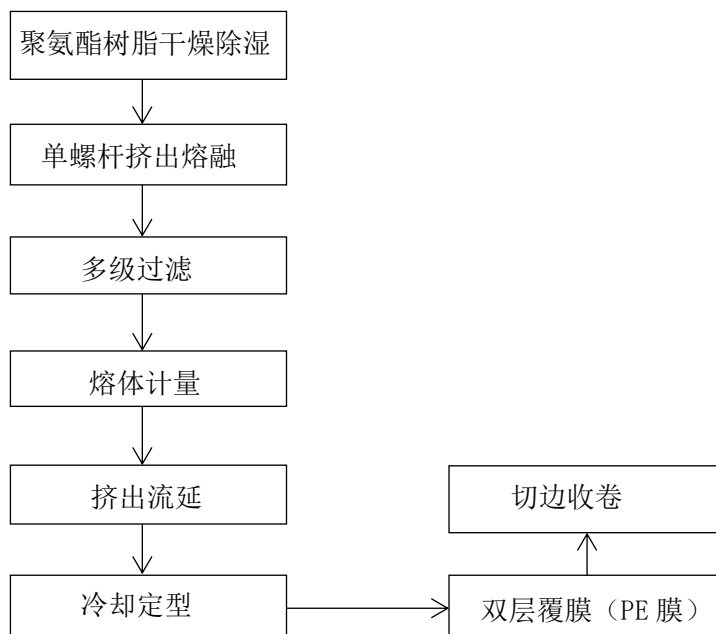 聚氨酯树脂干燥除湿
单螺杆挤出熔融
多级过滤
熔体计量
挤出流延
冷却定型
双层覆膜（PE 膜）
切边收卷